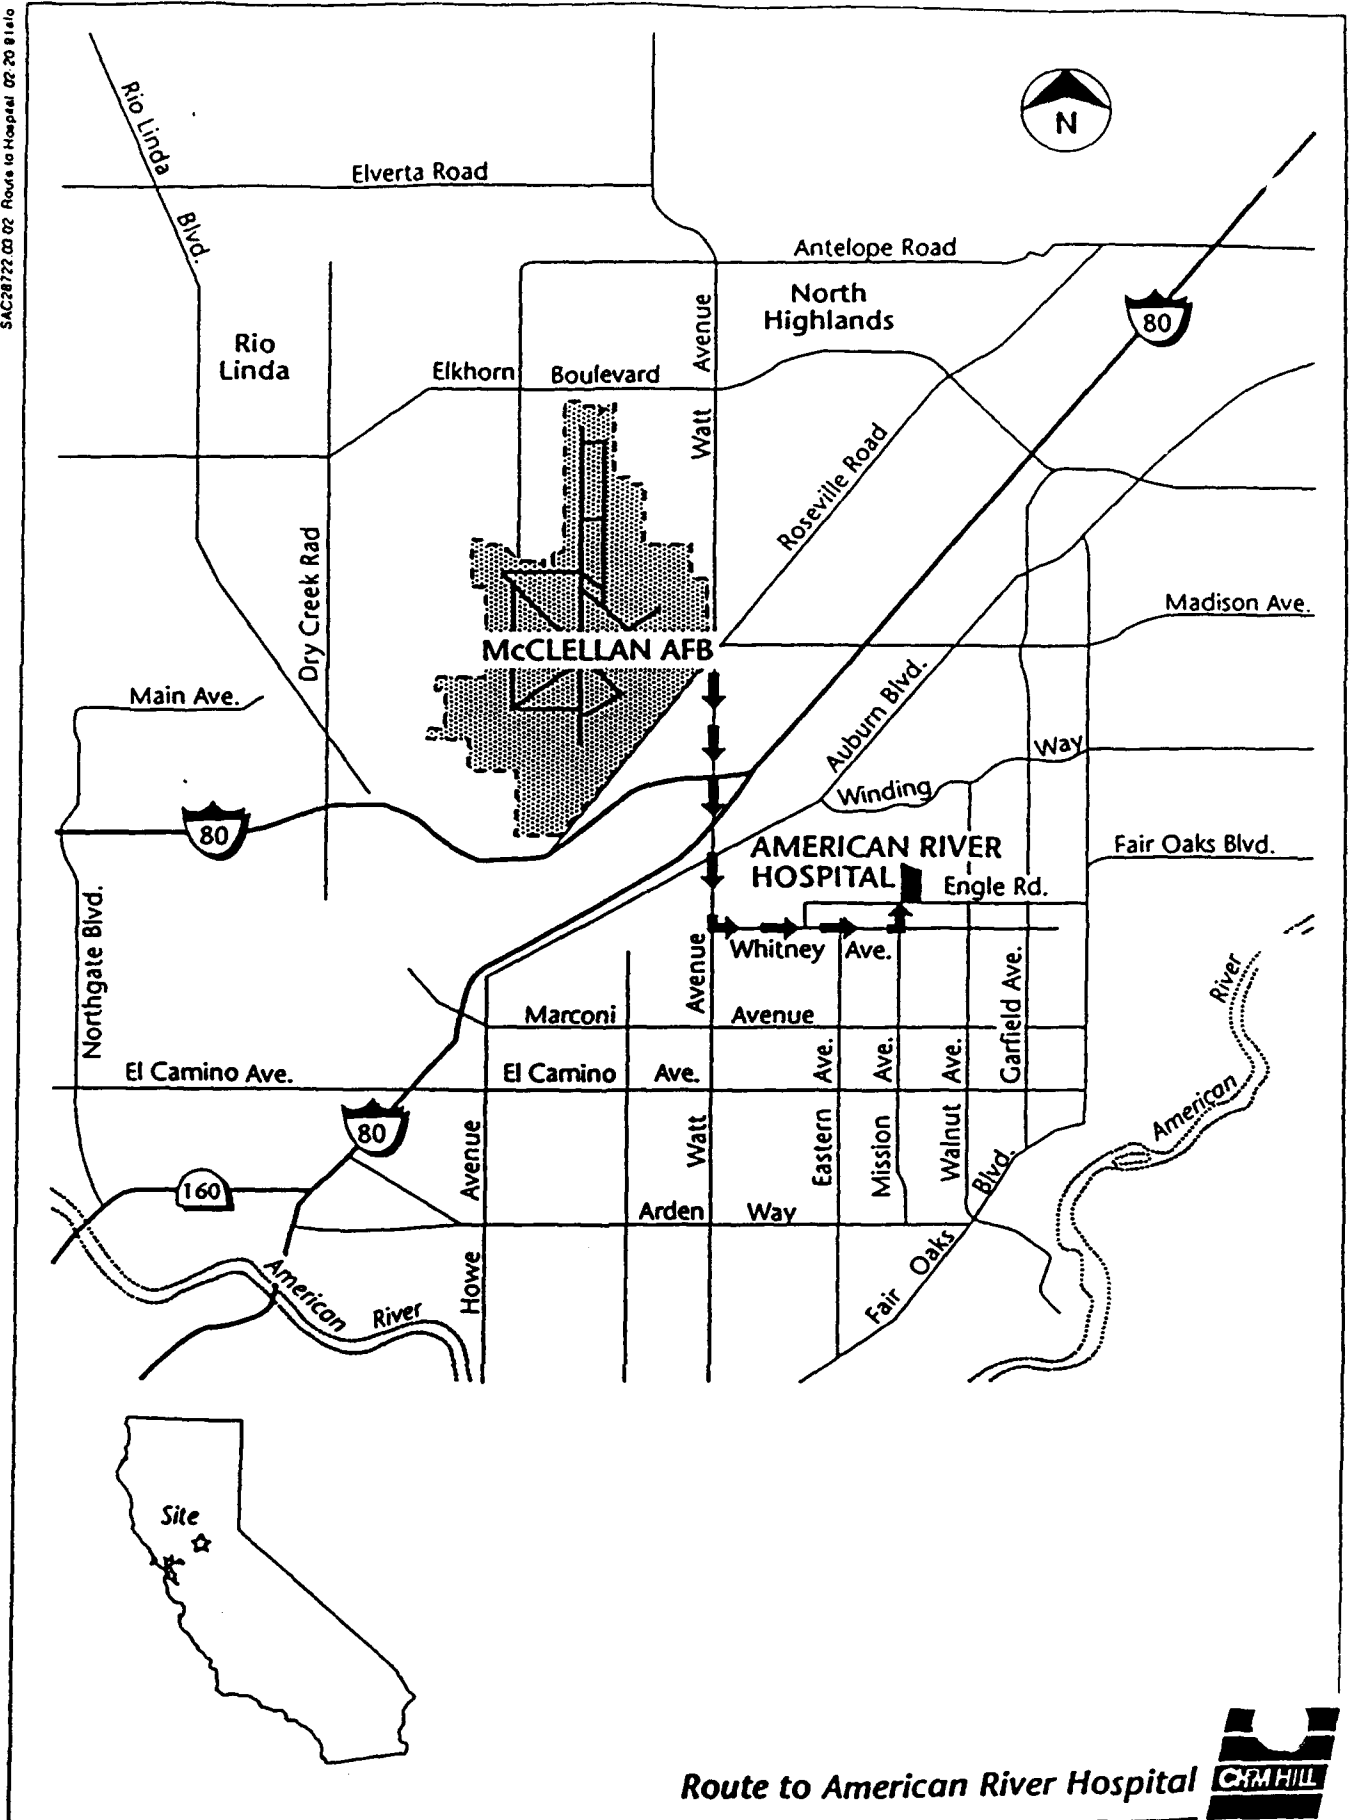 SAC28722.03 02 Route to Hospital 02-20 91elo
Rio Linda
Blvd.
Elverta Road
N
Antelope Road
North
Highlands
80
Rio
Linda
Elkhorn
Boulevard
Avenue
Watt
Roseville Road
Dry Creek Rad
Madison Ave.
McCLELLAN AFB
Main Ave.
Auburn Blvd.
Way
Winding
80
AMERICAN RIVER
HOSPITAL
Fair Oaks Blvd.
Engle Rd.
Northgate Blvd.
Whitney Ave.
Avenue
Garfield Ave.
River
Marconi
Avenue
El Camino Ave.
El Camino
Ave.
Ave.
Ave.
Ave.
American
80
Avenue
Watt
Eastern
Mission
Walnut
Blvd.
160
Arden
Way
Oaks
Fair
Howe
American
River
Site
Route to American River Hospital
CH2M HILL